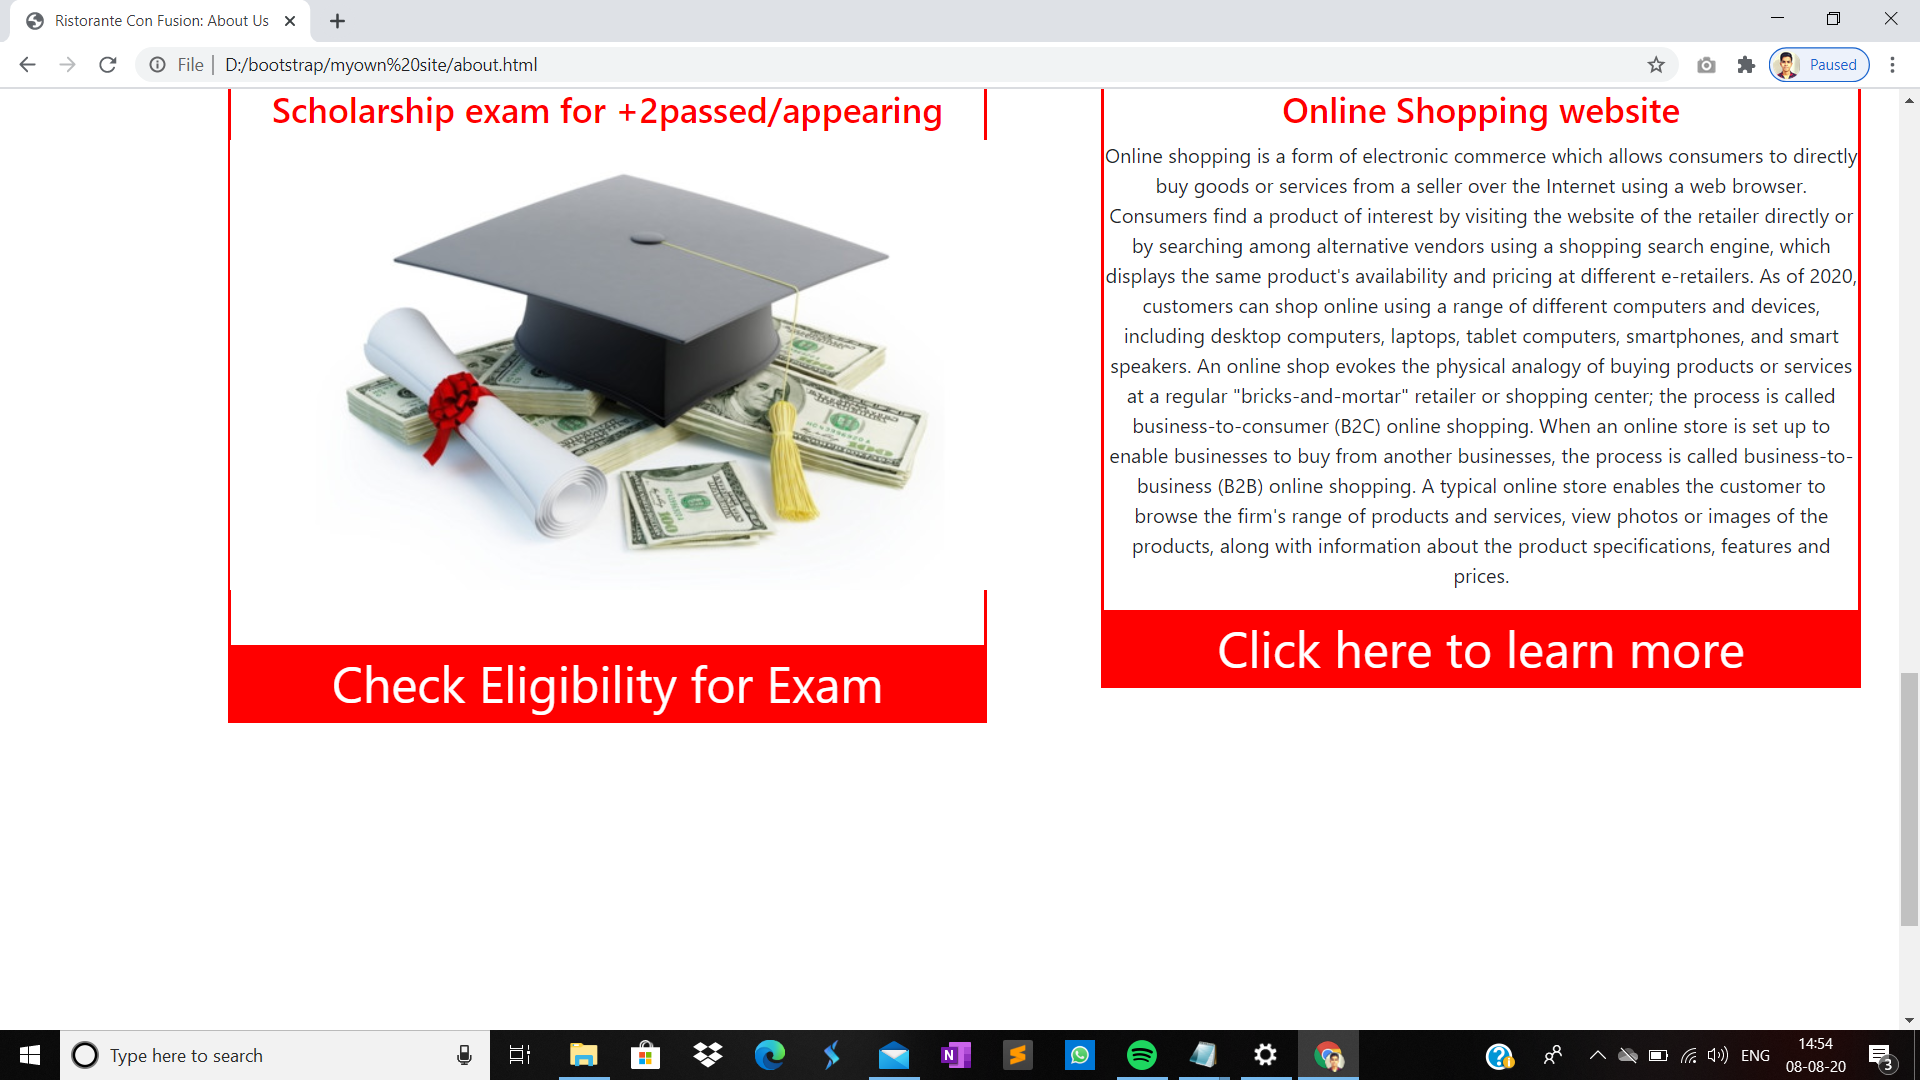 Ristorante Con Fusion: About Us
File
D:/bootstrap/myown%20site/about.html
Paused
Scholarship exam for +2passed/appearing
Check Eligibility for Exam
Online Shopping website
Online shopping is a form of electronic commerce which allows consumers to directly
buy goods or services from a seller over the Internet using a web browser.
Consumers find a product of interest by visiting the website of the retailer directly or
by searching among alternative vendors using a shopping search engine, which
displays the same product's availability and pricing at different e-retailers. As of 2020,
customers can shop online using a range of different computers and devices,
including desktop computers, laptops, tablet computers, smartphones, and smart
speakers. An online shop evokes the physical analogy of buying products or services
at a regular "bricks-and-mortar" retailer or shopping center; the process is called
business-to-consumer (B2C) online shopping. When an online store is set up to
enable businesses to buy from another businesses, the process is called business-to-
business (B2B) online shopping. A typical online store enables the customer to
browse the firm's range of products and services, view photos or images of the
products, along with information about the product specifications, features and
prices.
Click here to learn more
Type here to search
ENG
14:54
08-08-20
3